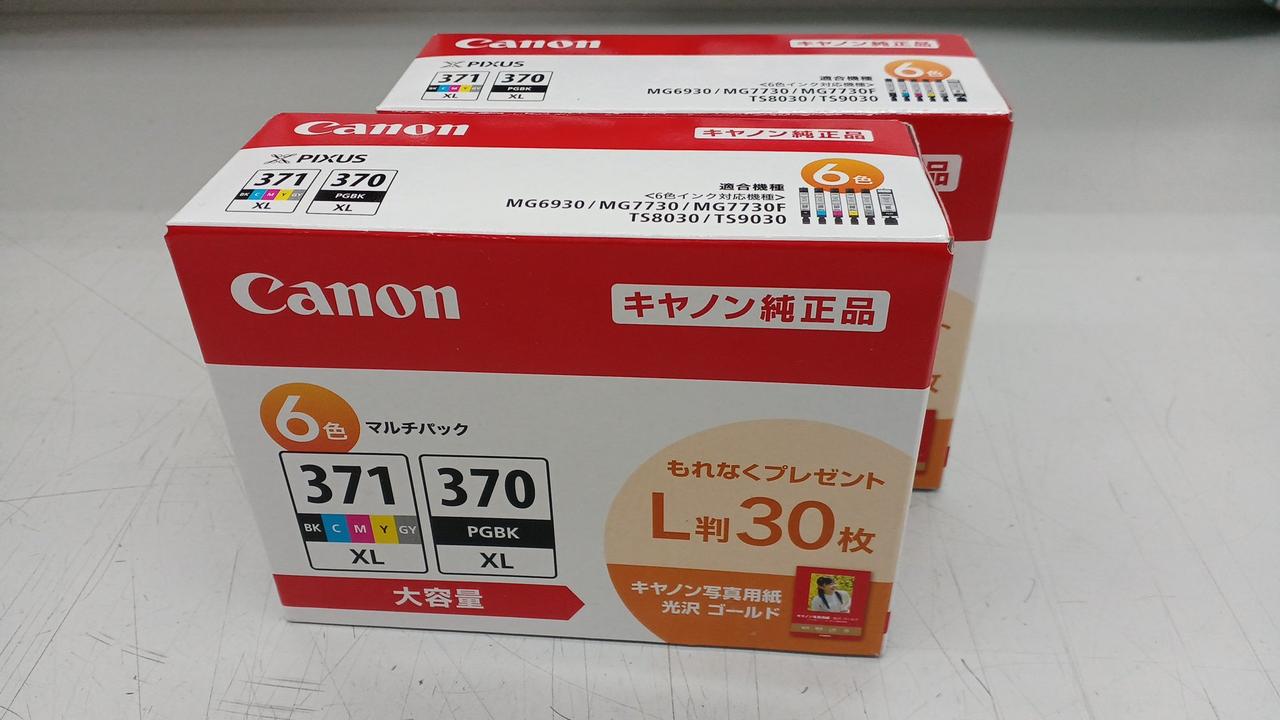 Canon
キヤノン純正品
PIXUS
371
BK C M Y GY
XL
370
PGBK
XL
適合機種
<6色インク対応機種>
MG6930/MG7730/MG7730F
TS8030/TS9030
6色
Canon
キヤノン純正品
PIXUS
371
BK C M Y GY
XL
370
PGBK
XL
適合機種
<6色インク対応機種>
MG6930/MG7730/MG7730F
TS8030/TS9030
6色
Canon
キヤノン純正品
6色 マルチパック
371
BK C M Y GY
XL
370
PGBK
XL
大容量
もれなくプレゼント
L判30枚
キヤノン写真用紙
光沢 ゴールド
品
枚